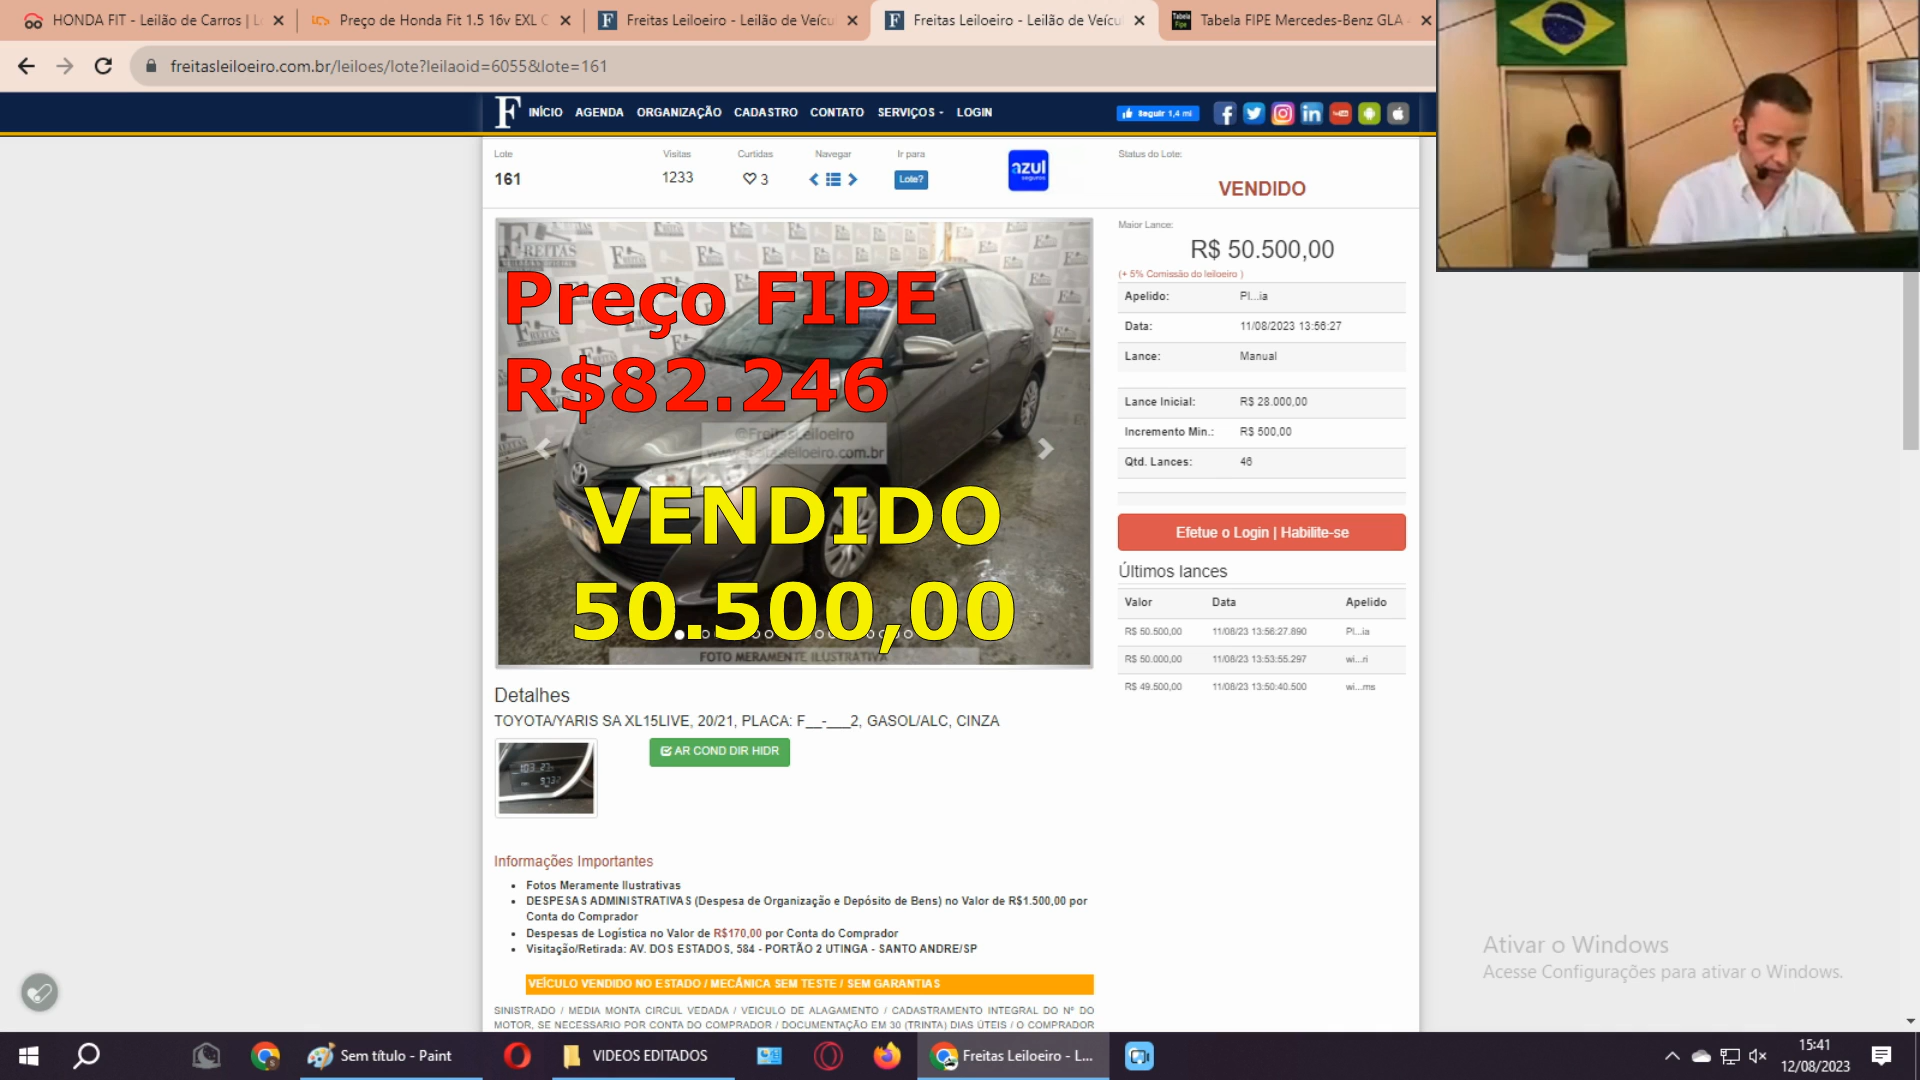 HONDA FIT - Leilão de Carros | L
Preço de Honda Fit 1.5 16v EXL C
Freitas Leiloeiro - Leilão de Veícu
Freitas Leiloeiro - Leilão de Veícu
Tabela FIPE Mercedes-Benz GLA
freitasleiloeiro.com.br/leiloes/lote?leilaoid=6055&lote=161
F INÍCIO AGENDA ORGANIZAÇÃO CADASTRO CONTATO SERVIÇOS LOGIN
Seguir 1,4 mi
Lote
161
Visitas
1233
Curtidas
3
Navegar
Ir para
Lote?
azul
seguros
Status do Lote:
VENDIDO
Maior Lance:
R$ 50.500,00
(+ 5% Comissão do leiloeiro )
Apelido: Pl...ia
Data: 11/08/2023 13:56:27
Lance: Manual
Lance Inicial: R$ 28.000,00
Incremento Min.: R$ 500,00
Qtd. Lances: 46
Efetue o Login | Habilite-se
Últimos lances
Valor Data Apelido
R$ 50.500,00 11/08/23 13:56:27.890 Pl...ia
R$ 50.000,00 11/08/23 13:53:55.297 wi...ri
R$ 49.500,00 11/08/23 13:50:40.500 wi...ms
Preço FIPE
R$82.246
@FreitasLeiloeiro
www.freitasleiloeiro.com.br
VENDIDO
50.500,00
FOTO MERAMENTE ILUSTRATIVA
Detalhes
TOYOTA/YARIS SA XL15LIVE, 20/21, PLACA: F__-___2, GASOL/ALC, CINZA
AR COND DIR HIDR
Informações Importantes
Fotos Meramente Ilustrativas
DESPESAS ADMINISTRATIVAS (Despesa de Organização e Depósito de Bens) no Valor de R$1.500,00 por
Conta do Comprador
Despesas de Logística no Valor de R$170,00 por Conta do Comprador
Visitação/Retirada: AV. DOS ESTADOS, 584 - PORTÃO 2 UTINGA - SANTO ANDRE/SP
VEÍCULO VENDIDO NO ESTADO / MECÂNICA SEM TESTE / SEM GARANTIAS
SINISTRADO / MEDIA MONTA CIRCUL VEDADA / VEICULO DE ALAGAMENTO / CADASTRAMENTO INTEGRAL DO Nº DO
MOTOR, SE NECESSARIO POR CONTA DO COMPRADOR / DOCUMENTAÇÃO EM 30 (TRINTA) DIAS ÚTEIS / O COMPRADOR
Ativar o Windows
Acesse Configurações para ativar o Windows.
Sem título - Paint
VIDEOS EDITADOS
Freitas Leiloeiro - L...
15:41
12/08/2023